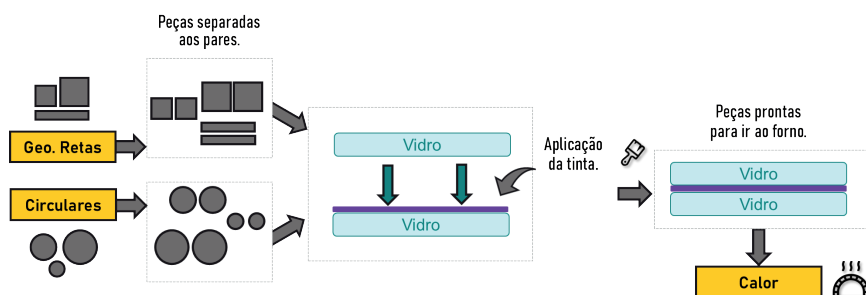 Peças separadas
aos pares.
Geo. Retas
Circulares
Vidro
Vidro
Aplicação
da tinta.
Peças prontas
para ir ao forno.
Vidro
Vidro
Calor